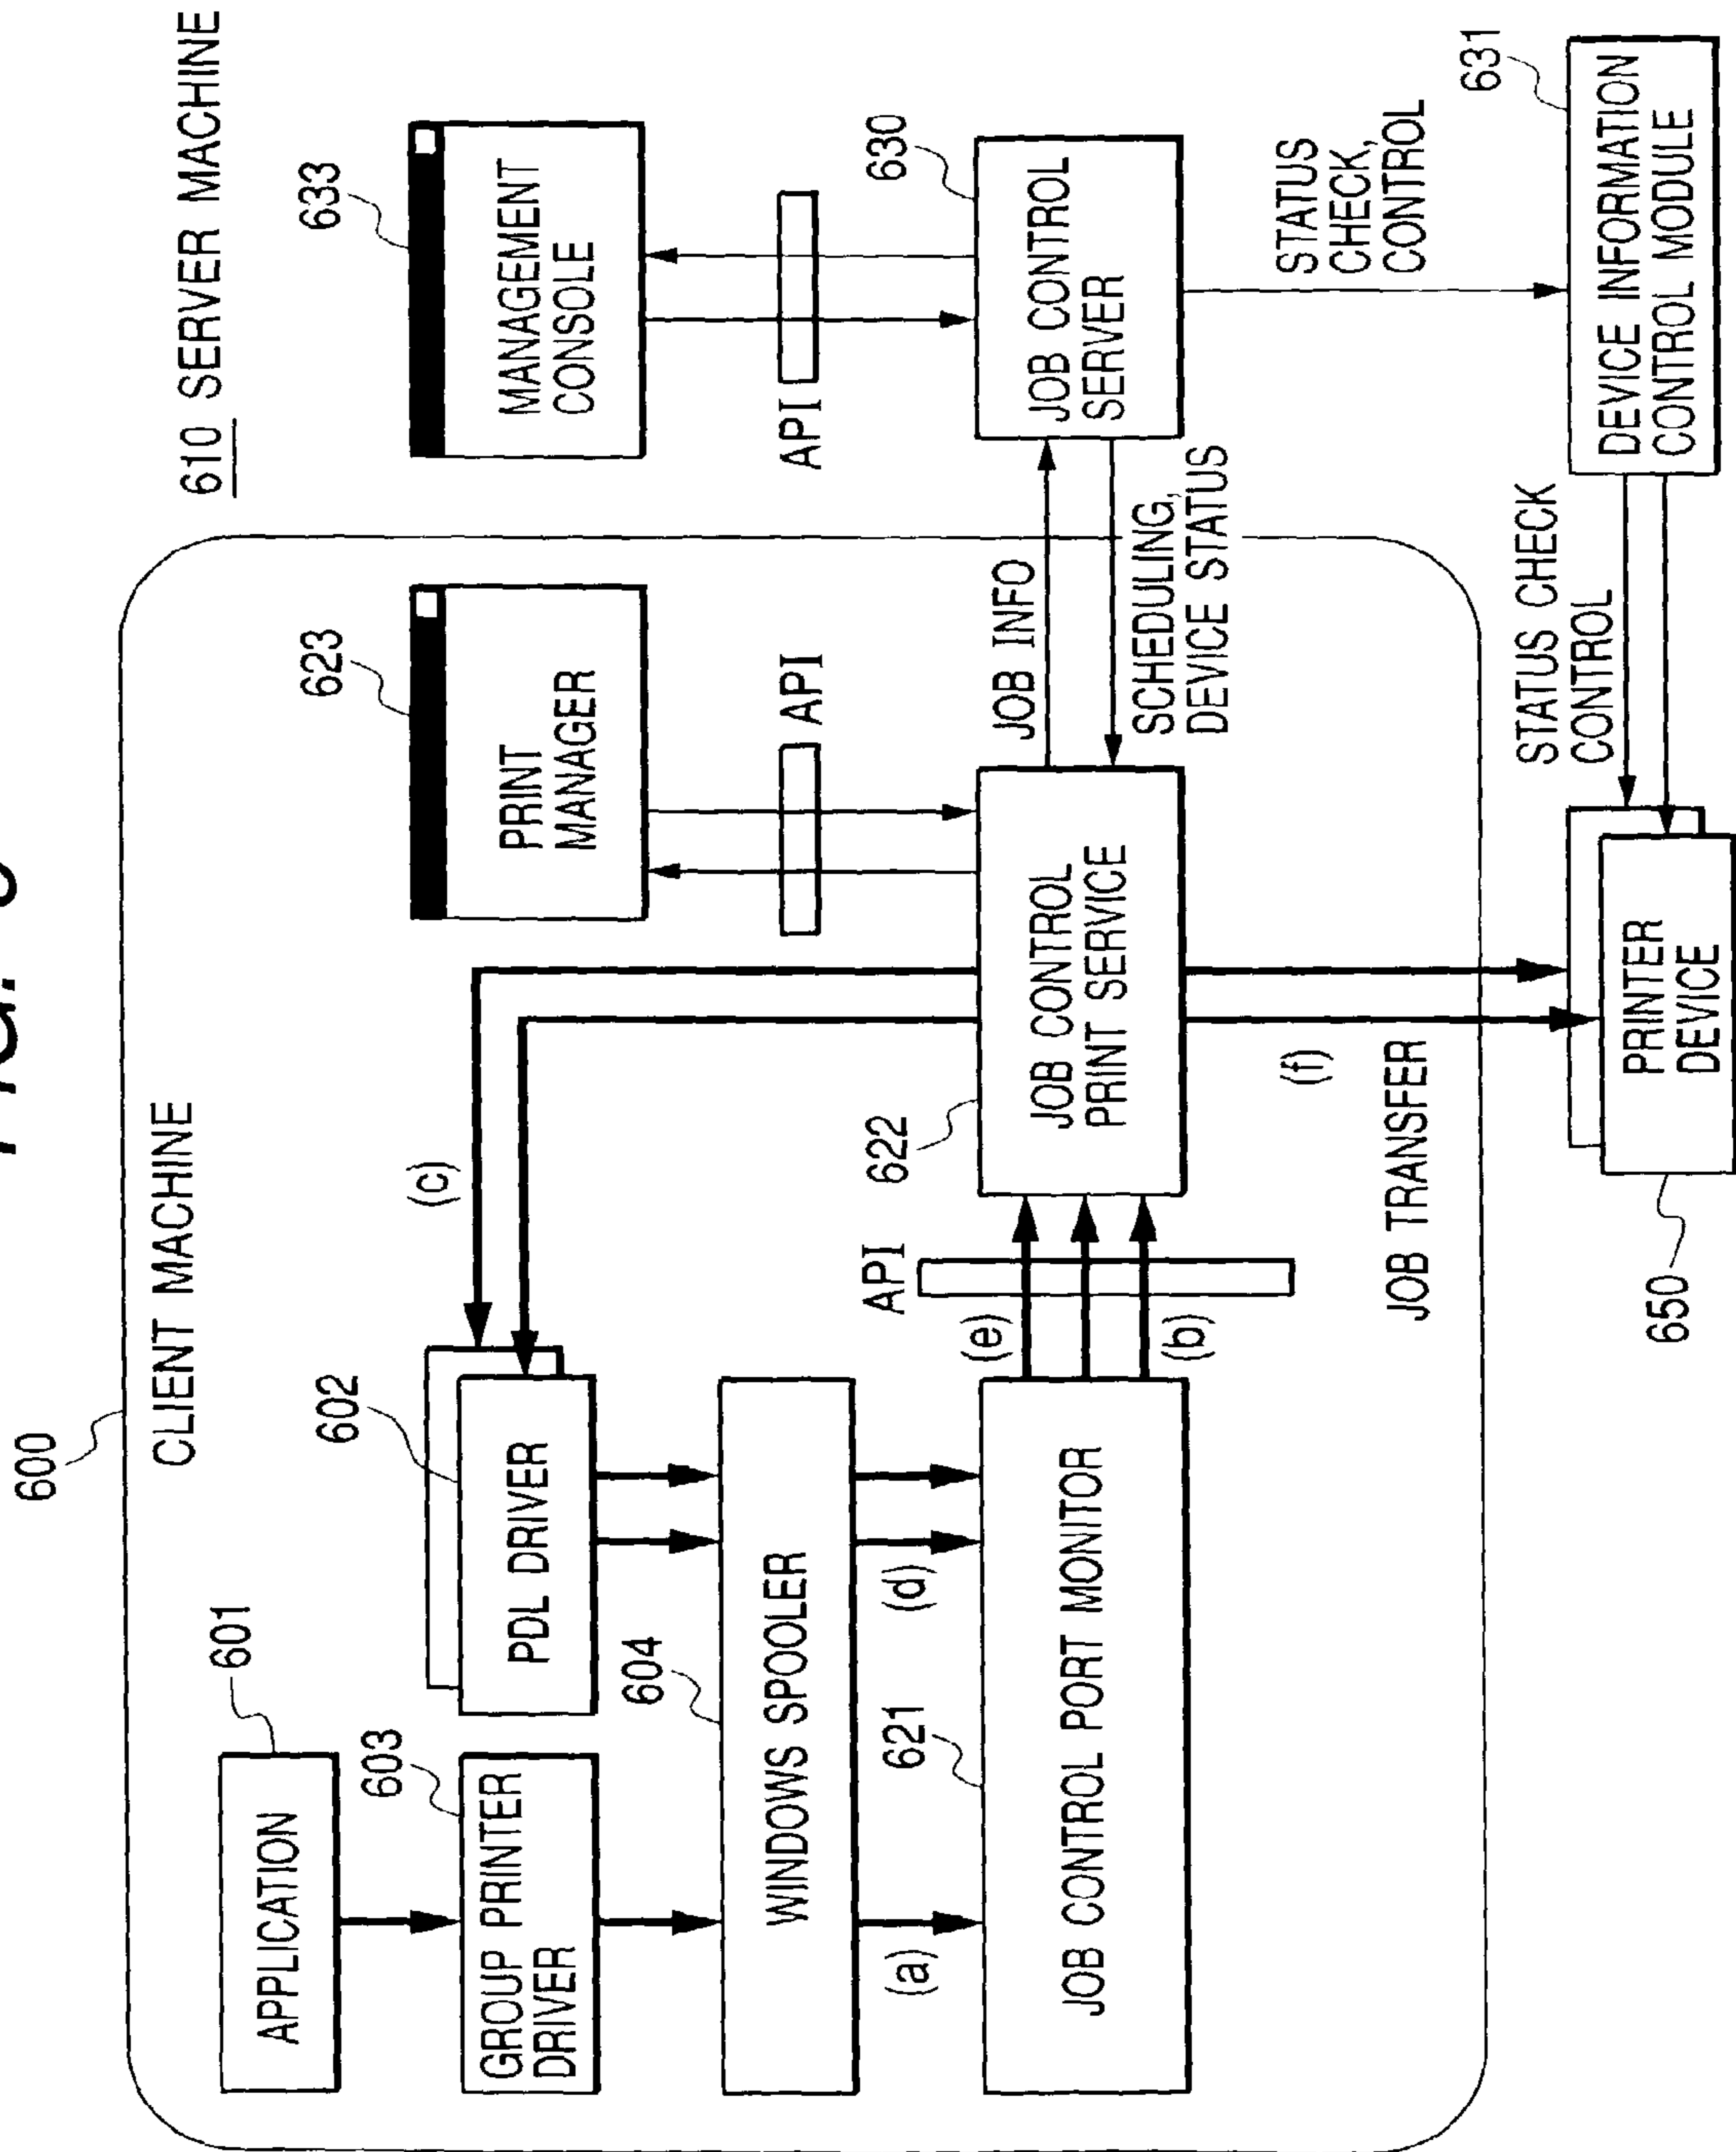 600
CLIENT MACHINE
610 SERVER MACHINE
601
APPLICATION
603
GROUP PRINTER
DRIVER
602
PDL DRIVER
(c)
623
PRINT
MANAGER
633
MANAGEMENT
CONSOLE
604
WINDOWS SPOOLER
API
API
(a)
(d)
621
JOB CONTROL PORT MONITOR
API
(e)
(b)
622
JOB CONTROL
PRINT SERVICE
JOB INFO
SCHEDULING,
DEVICE STATUS
630
JOB CONTROL
SERVER
STATUS
CHECK,
CONTROL
(f)
JOB TRANSFER
STATUS CHECK
CONTROL
631
DEVICE INFORMATION
CONTROL MODULE
650
PRINTER
DEVICE